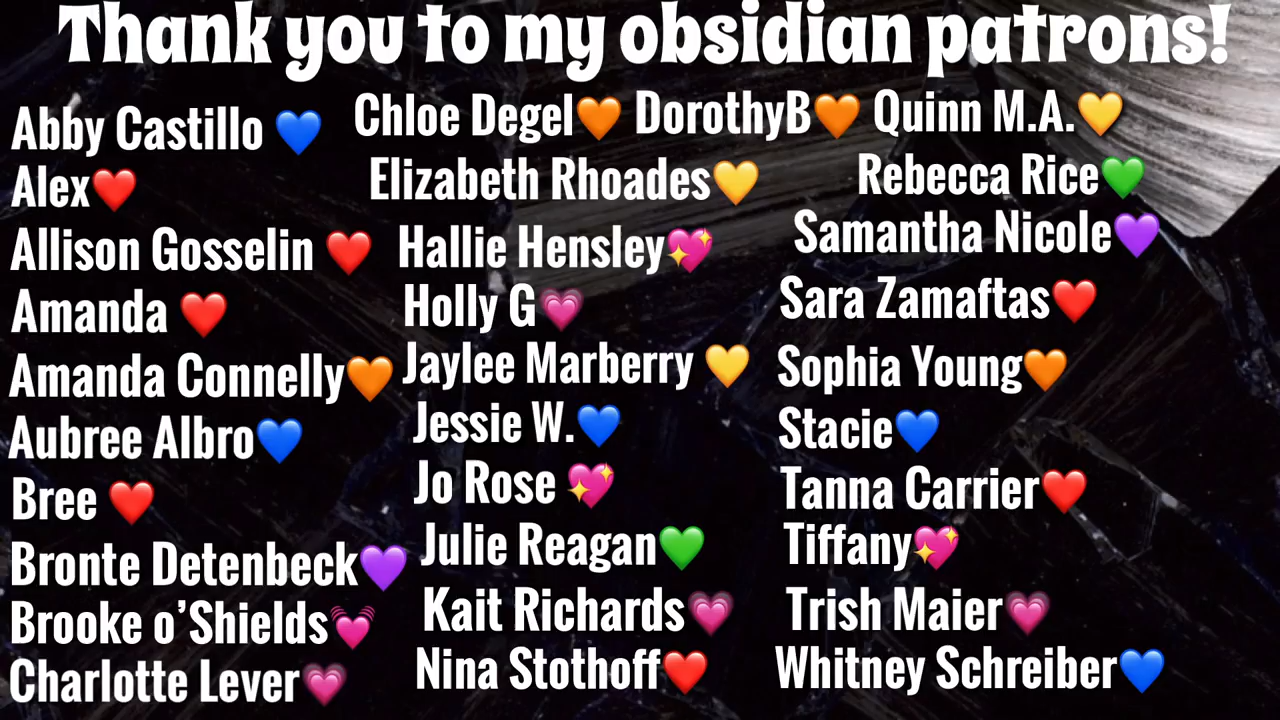 Thank you to my obsidian patrons!
Abby Castillo 💙
Alex❤️
Allison Gosselin ❤️
Amanda ❤️
Amanda Connelly🧡
Aubree Albro💙
Bree ❤️
Bronte Detenbeck💜
Brooke o’Shields💓
Charlotte Lever💗
Chloe Degel🧡 DorothyB🧡
Elizabeth Rhoades💛
Hallie Hensley💖
Holly G💗
Jaylee Marberry 💛
Jessie W.💙
Jo Rose 💖
Julie Reagan💚
Kait Richards💗
Nina Stothoff❤️
Quinn M.A.💛
Rebecca Rice💚
Samantha Nicole💜
Sara Zamaftas❤️
Sophia Young🧡
Stacie💙
Tanna Carrier❤️
Tiffany💖
Trish Maier💗
Whitney Schreiber💙